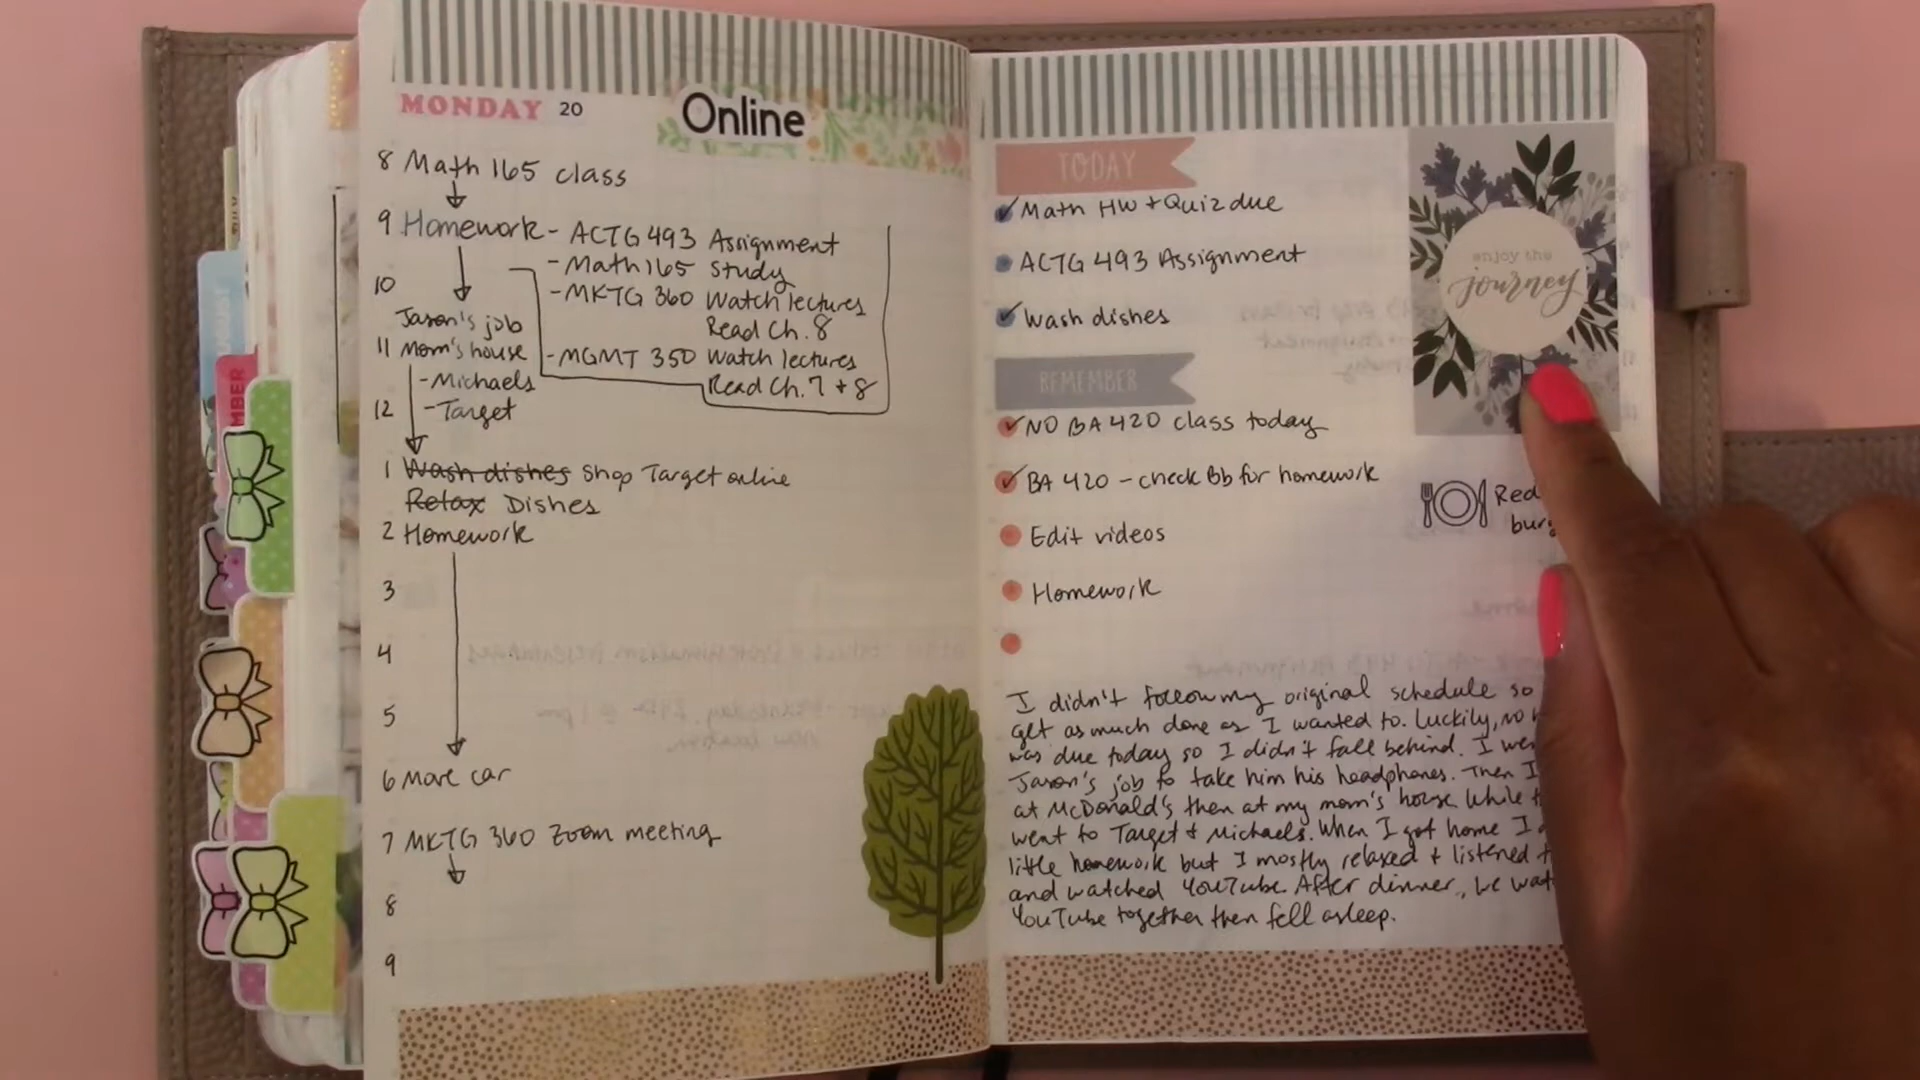 MONDAY 20
Online
8 Math 165 class
9 Homework - ACTG 493 Assignment
- Math 165 study
10 - MKTG 360 Watch lectures
Read Ch. 8
Jason's job
11 Mom's house - MGMT 350 Watch lectures
Read Ch. 7 + 8
- Michaels
12 - Target
1 Wash dishes Shop Target online
Relax Dishes
2 Homework
3
4
5
6 Move car
7 MKTG 360 Zoom meeting
8
9
TODAY
Math HW + Quiz due
ACTG 493 Assignment
Wash dishes
REMEMBER
NO BA 420 class today
BA 420 - check Bb for homework
Edit videos
Homework
enjoy the
journey
Red
I didn't follow my original schedule so
get as much done as I wanted to. Luckily, no
was due today so I didn't fall behind. I
Jason's job to take him his headphones. Then I
at McDonald's, then at my mom's house. While
went to Target & Michaels. When I got home I
little homework but I mostly relaxed & listened
and watched YouTube. After dinner, we
YouTube together then fell asleep.